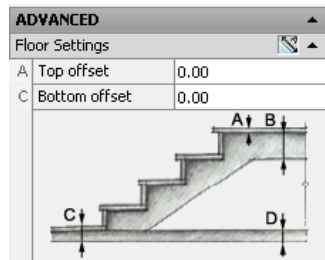 ADVANCED
Floor Settings
A Top offset 0.00
C Bottom offset 0.00
A B
C D